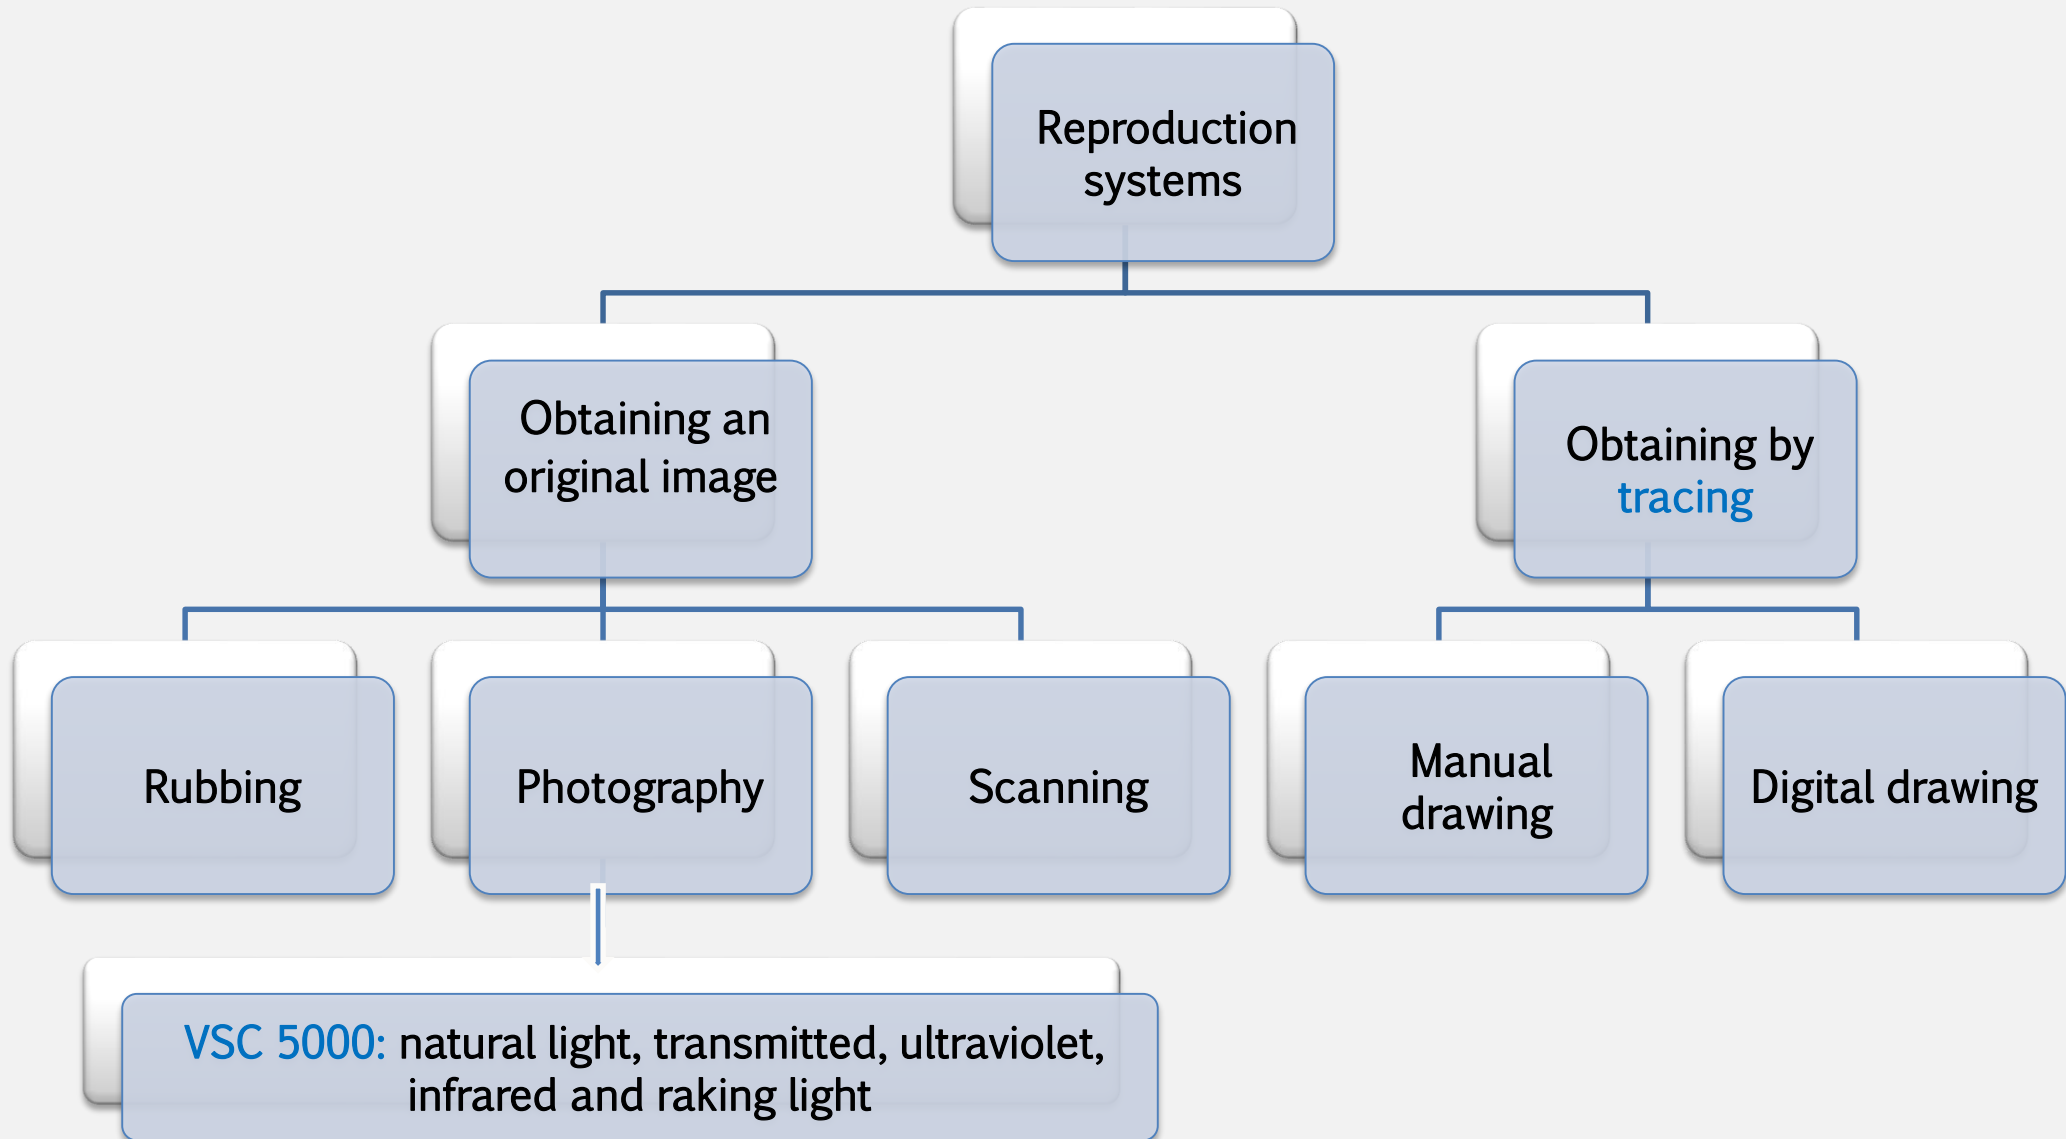 Reproduction
systems
Obtaining an
original image
Obtaining by
tracing
Rubbing
Photography
Scanning
Manual
drawing
Digital drawing
VSC 5000: natural light, transmitted, ultraviolet,
infrared and raking light